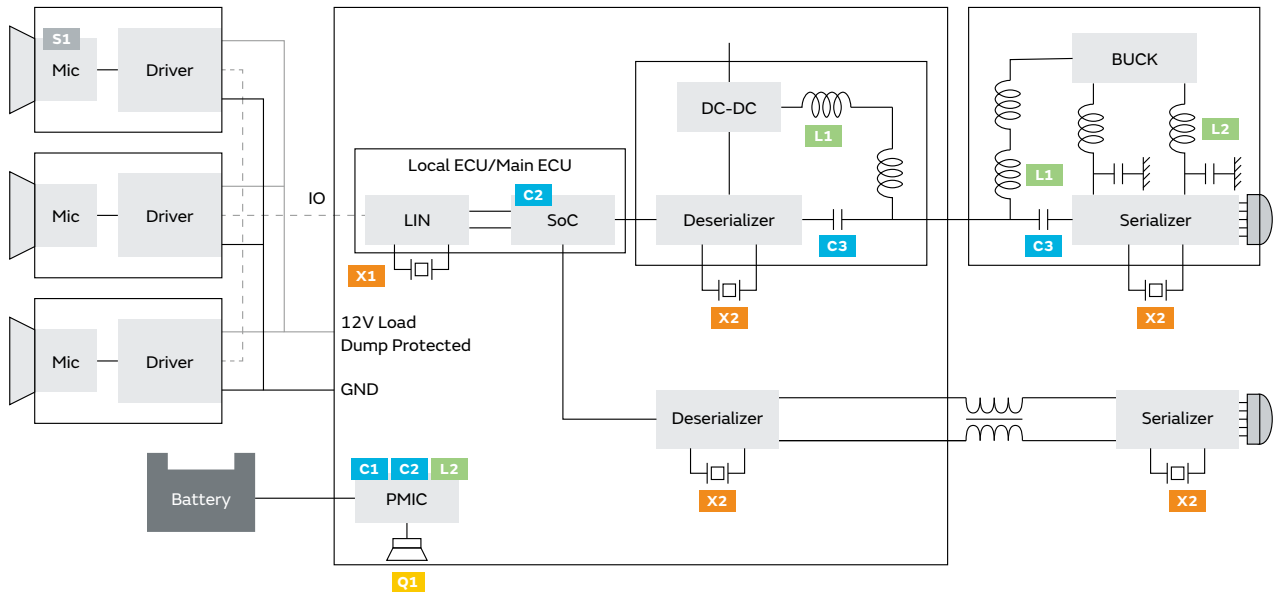 S1
Mic
Driver
Mic
Driver
Mic
Driver
IO
Local ECU/Main ECU
LIN
C2
SoC
X1
12V Load
Dump Protected
GND
Battery
C1
C2
L2
PMIC
Q1
DC-DC
L1
Deserializer
C3
X2
BUCK
L1
L2
C3
Serializer
X2
Deserializer
X2
Serializer
X2